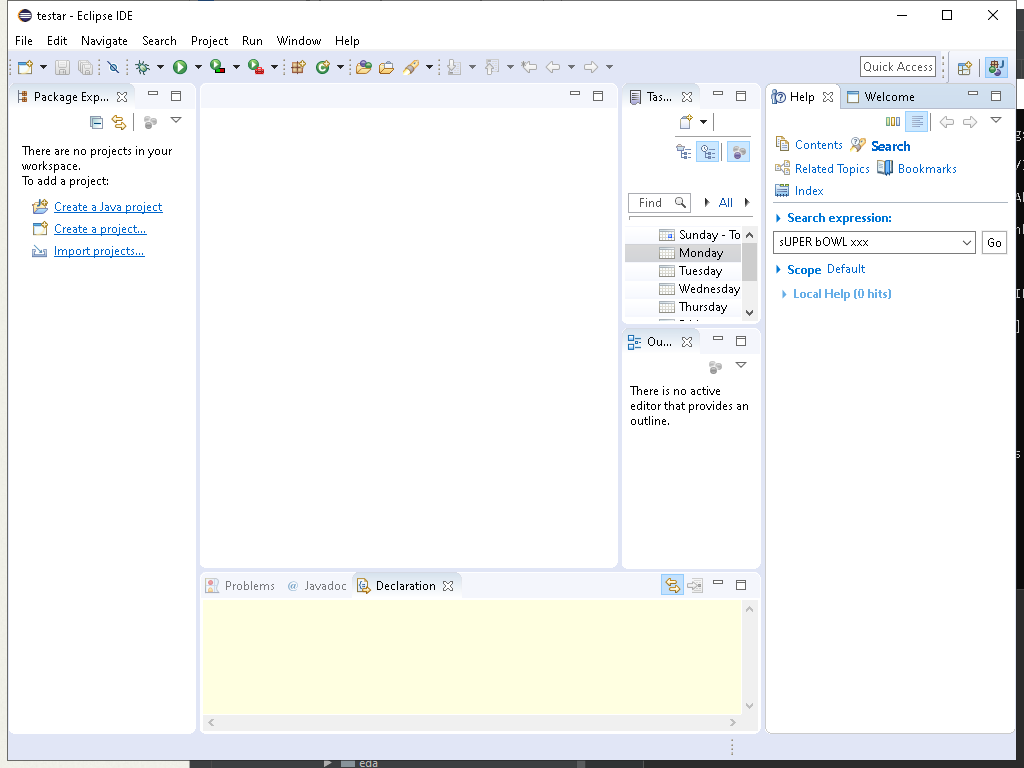 testar - Eclipse IDE
File Edit Navigate Search Project Run Window Help
Quick Access
Package Exp...
There are no projects in your
workspace.
To add a project:
Create a Java project
Create a project...
Import projects...
Tas...
Find
All
Sunday - To
Monday
Tuesday
Wednesday
Thursday
Ou...
There is no active
editor that provides an
outline.
Help
Welcome
Contents
Search
Related Topics
Bookmarks
Index
Search expression:
sUPER bOWL xxx
Go
Scope Default
Local Help (0 hits)
Problems
@ Javadoc
Declaration
eda